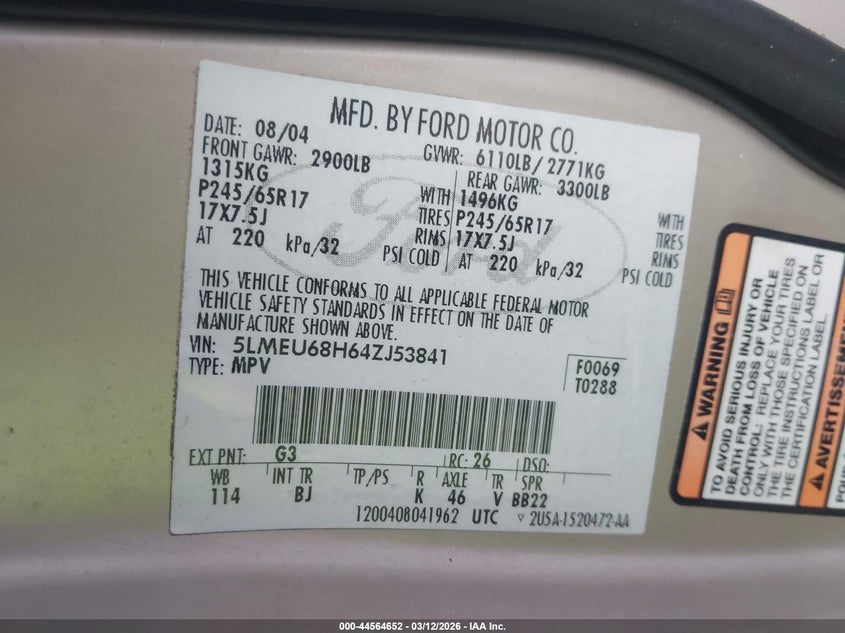 MFD. BY FORD MOTOR CO.
DATE: 08/04 GVWR: 6110LB/ 2771KG
FRONT GAWR: 2900LB REAR GAWR: 3300LB
1315KG WITH 1496KG WITH
P245/65R17 TIRES P245/65R17 TIRES
17X7.5J RIMS 17X7.5J RIMS
AT 220 kPa/32 PSI COLD AT 220 kPa/32 PSI COLD
Ford
THIS VEHICLE CONFORMS TO ALL APPLICABLE FEDERAL MOTOR
VEHICLE SAFETY STANDARDS IN EFFECT ON THE DATE OF
MANUFACTURE SHOWN ABOVE.
VIN: 5LMEU68H64ZJ53841 F0069
TYPE: MPV T0288
EXT PNT: G3 RC: 26 DSO:
WB INT TR TP/PS R AXLE TR SPR
114 BJ K 46 V BB22
1200408041962 UTC ▽ 2U5A-1520472-AA
WARNING
TO AVOID SERIOUS INJURY OR
DEATH FROM LOSS OF VEHICLE
CONTROL: REPLACE YOUR TIRES
ONLY WITH THOSE SPECIFIED ON
THE TIRE INSTRUCTIONS LABEL OR
THE CERTIFICATION LABEL
AVERTISSEMENT
000-44564652 - 03/12/2026 - IAA Inc.